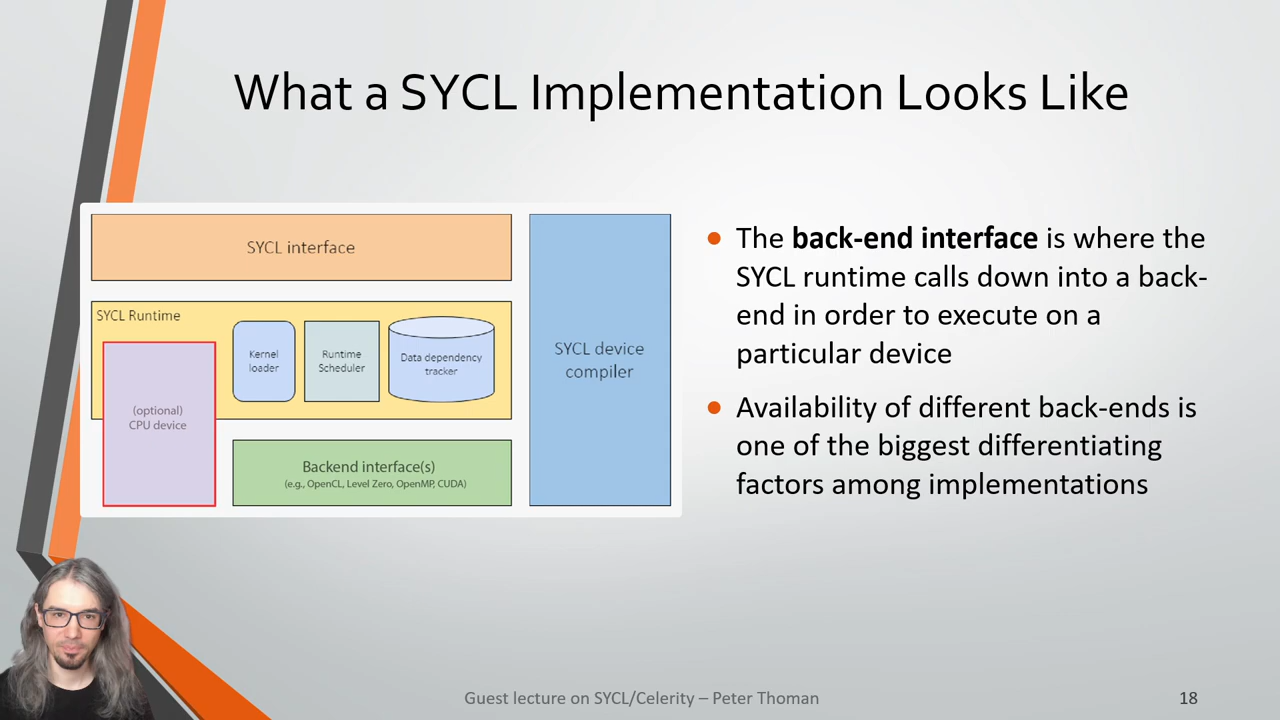 What a SYCL Implementation Looks Like
SYCL interface
SYCL Runtime
Kernel
loader
Runtime
Scheduler
Data dependency
tracker
(optional)
CPU device
Backend interface(s)
(e.g., OpenCL, Level Zero, OpenMP, CUDA)
SYCL device
compiler
The back-end interface is where the
SYCL runtime calls down into a back-
end in order to execute on a
particular device
Availability of different back-ends is
one of the biggest differentiating
factors among implementations
Guest lecture on SYCL/Celerity – Peter Thoman
18